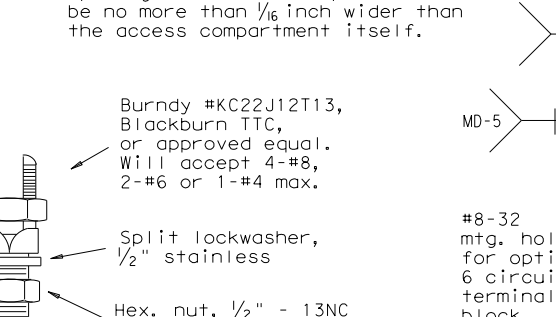 be no more than 1/16 inch wider than
the access compartment itself.
Burndy #KC22J12T13,
Blackburn TTC,
or approved equal.
Will accept 4-#8,
2-#6 or 1-#4 max.
Split lockwasher,
1/2" stainless
Hex. nut, 1/2" - 13NC
MD-5
#8-32
mtg. hol
for opti
6 circui
terminal
block